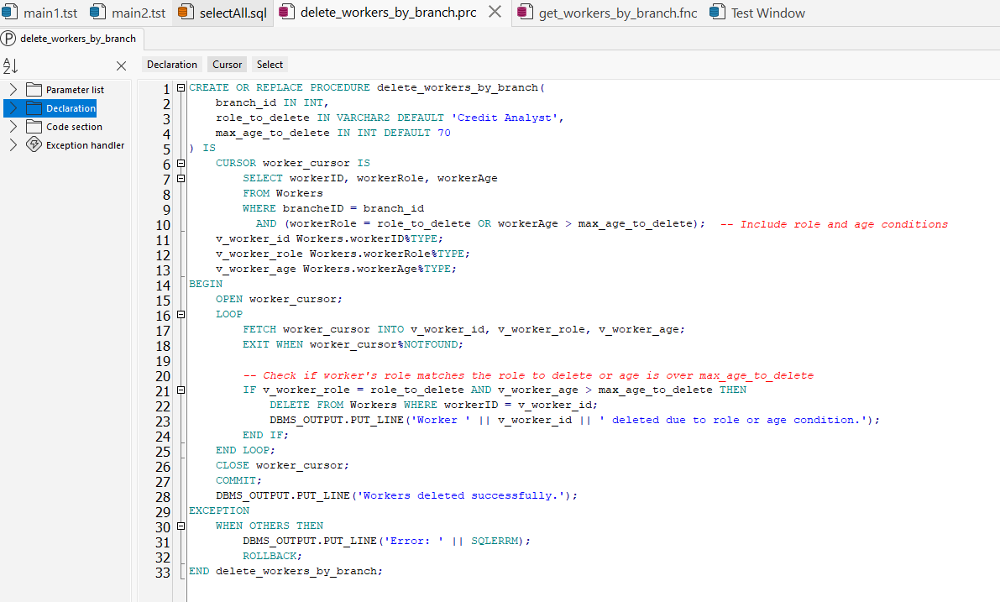 main1.tst main2.tst selectAll.sql delete_workers_by_branch.prc get_workers_by_branch.fnc Test Window
P delete_workers_by_branch
A Z Declaration Cursor Select
Parameter list
Declaration
Code section
Exception handler
1 CREATE OR REPLACE PROCEDURE delete_workers_by_branch(
2     branch_id IN INT,
3     role_to_delete IN VARCHAR2 DEFAULT 'Credit Analyst',
4     max_age_to_delete IN INT DEFAULT 70
5 ) IS
6     CURSOR worker_cursor IS
7         SELECT workerID, workerRole, workerAge
8         FROM Workers
9         WHERE brancheID = branch_id
10           AND (workerRole = role_to_delete OR workerAge > max_age_to_delete);  -- Include role and age conditions
11     v_worker_id Workers.workerID%TYPE;
12     v_worker_role Workers.workerRole%TYPE;
13     v_worker_age Workers.workerAge%TYPE;
14 BEGIN
15     OPEN worker_cursor;
16     LOOP
17         FETCH worker_cursor INTO v_worker_id, v_worker_role, v_worker_age;
18         EXIT WHEN worker_cursor%NOTFOUND;
19
20         -- Check if worker's role matches the role to delete or age is over max_age_to_delete
21         IF v_worker_role = role_to_delete AND v_worker_age > max_age_to_delete THEN
22             DELETE FROM Workers WHERE workerID = v_worker_id;
23             DBMS_OUTPUT.PUT_LINE('Worker ' || v_worker_id || ' deleted due to role or age condition.');
24         END IF;
25     END LOOP;
26     CLOSE worker_cursor;
27     COMMIT;
28     DBMS_OUTPUT.PUT_LINE('Workers deleted successfully.');
29 EXCEPTION
30     WHEN OTHERS THEN
31         DBMS_OUTPUT.PUT_LINE('Error: ' || SQLERRM);
32         ROLLBACK;
33 END delete_workers_by_branch;